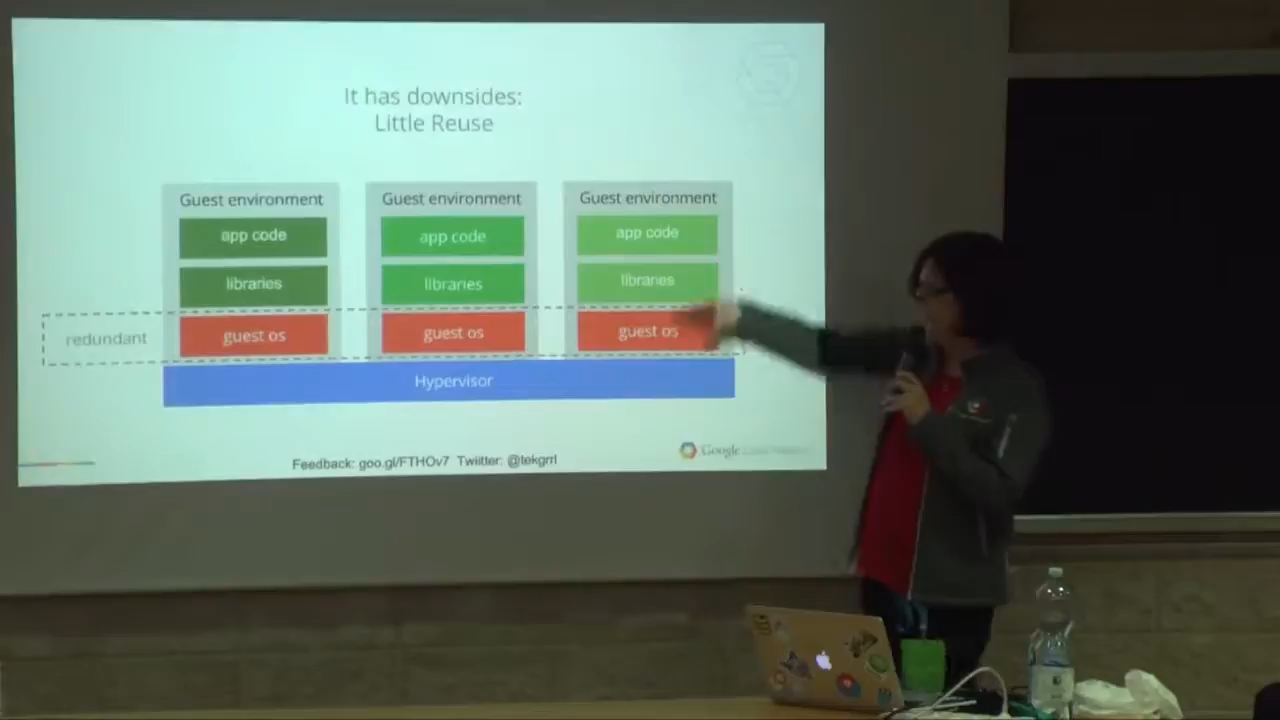 It has downsides:
Little Reuse
Guest environment
app code
libraries
guest os
Guest environment
app code
libraries
guest os
Guest environment
app code
libraries
guest os
redundant
Hypervisor
Feedback: goo.gl/FTHOv7 Twiitter: @tekgrrl
Google